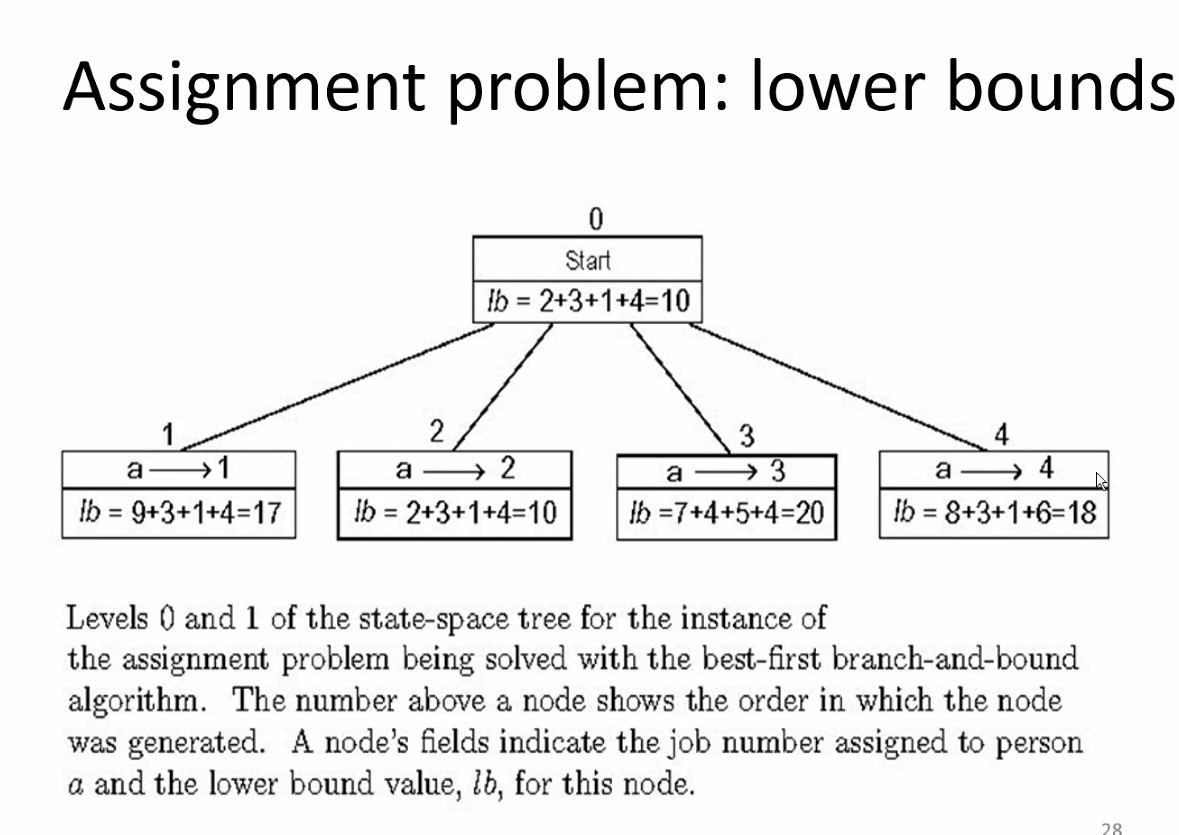 Assignment problem: lower bounds
0
Start
lb = 2+3+1+4=10
1
2
3
4
a ⟶ 1
a ⟶ 2
a ⟶ 3
a ⟶ 4
lb = 9+3+1+4=17
lb = 2+3+1+4=10
lb =7+4+5+4=20
lb = 8+3+1+6=18
Levels 0 and 1 of the state-space tree for the instance of
the assignment problem being solved with the best-first branch-and-bound
algorithm. The number above a node shows the order in which the node
was generated. A node's fields indicate the job number assigned to person
a and the lower bound value, lb, for this node.
28